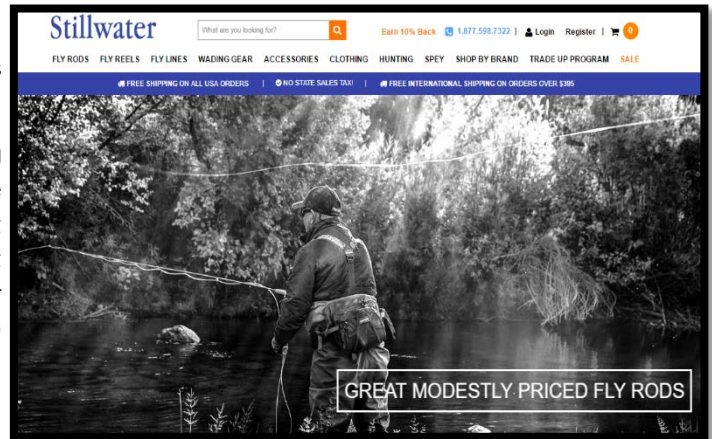 Stillwater
What are you looking for?
Earn 10% Back 1.877.598.7322 | Login Register | 0
FLY RODS FLY REELS FLY LINES WADING GEAR ACCESSORIES CLOTHING HUNTING SPEY SHOP BY BRAND TRADE UP PROGRAM SALE
FREE SHIPPING ON ALL USA ORDERS | NO STATE SALES TAX! | FREE INTERNATIONAL SHIPPING ON ORDERS OVER $395
GREAT MODESTLY PRICED FLY RODS